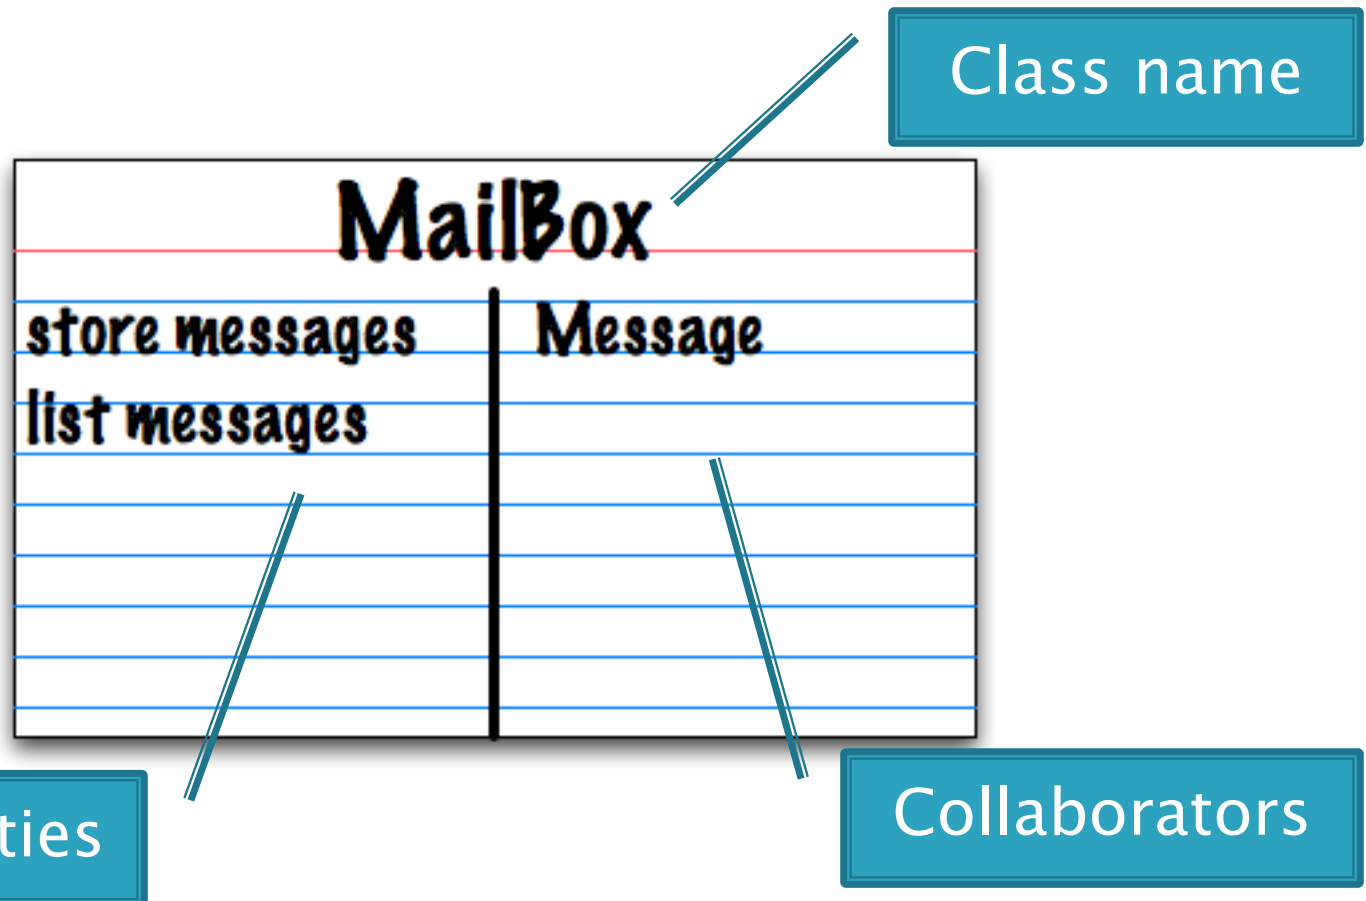 Class name
MailBox
store messages
Message
list messages
ties
Collaborators